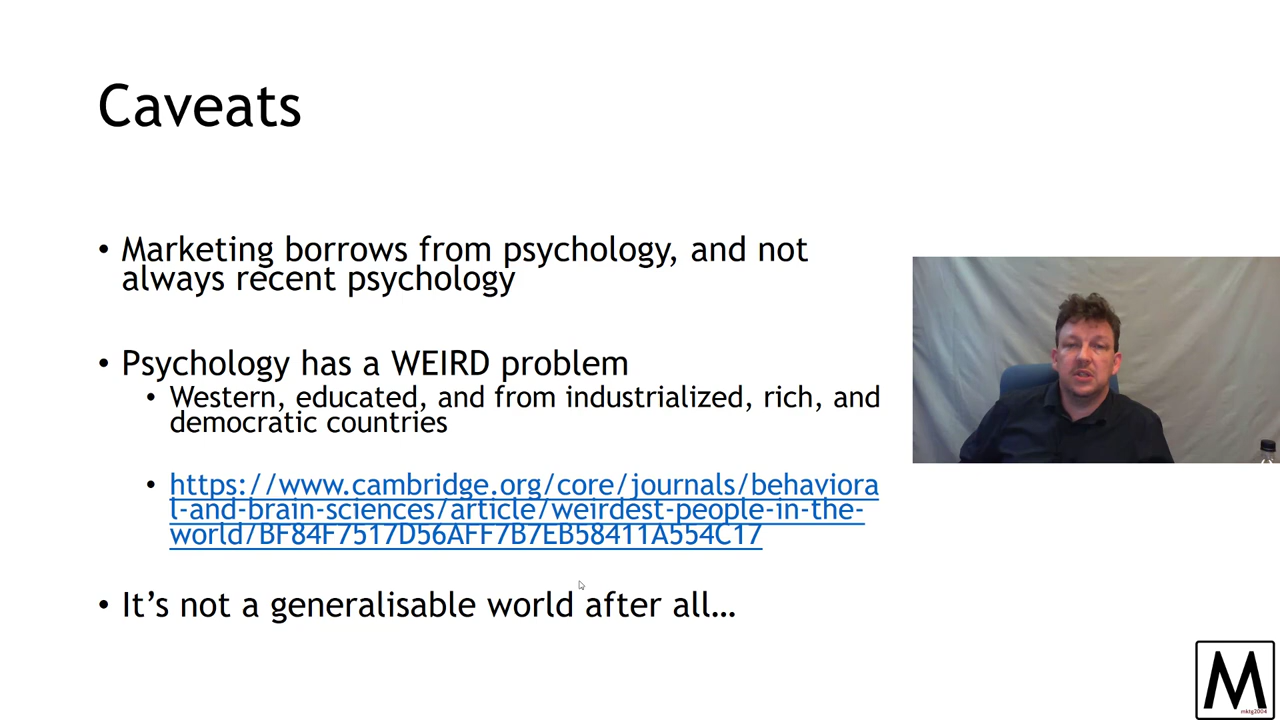 Caveats
• Marketing borrows from psychology, and not
always recent psychology
• Psychology has a WEIRD problem
• Western, educated, and from industrialized, rich, and
democratic countries
• https://www.cambridge.org/core/journals/behaviora
l-and-brain-sciences/article/weirdest-people-in-the-
world/BF84F7517D56AFF7B7EB58411A554C17
• It’s not a generalisable world after all…
M
mktg2004